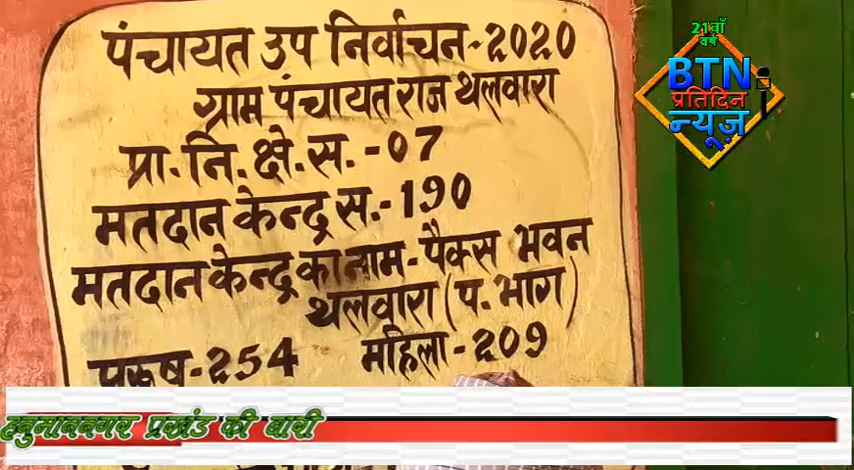 पंचायत उप निर्वाचन-2020
ग्राम पंचायत राज थलवारा
प्रा. नि. क्षे. स. -07
मतदान केन्द्र स.-190
मतदान केन्द्र का नाम-पैक्स भवन
थलवारा (प. भाग)
पुरूष-254 महिला-209
21वाँ
वर्ष
BTN
प्रतिदिन
न्यूज़
हनुमाननगर प्रखंड की बारी